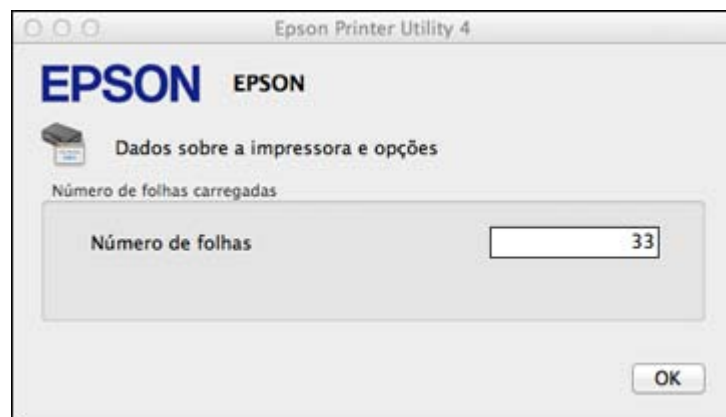 Epson Printer Utility 4
EPSON EPSON
Dados sobre a impressora e opções
Número de folhas carregadas
Número de folhas 33
OK